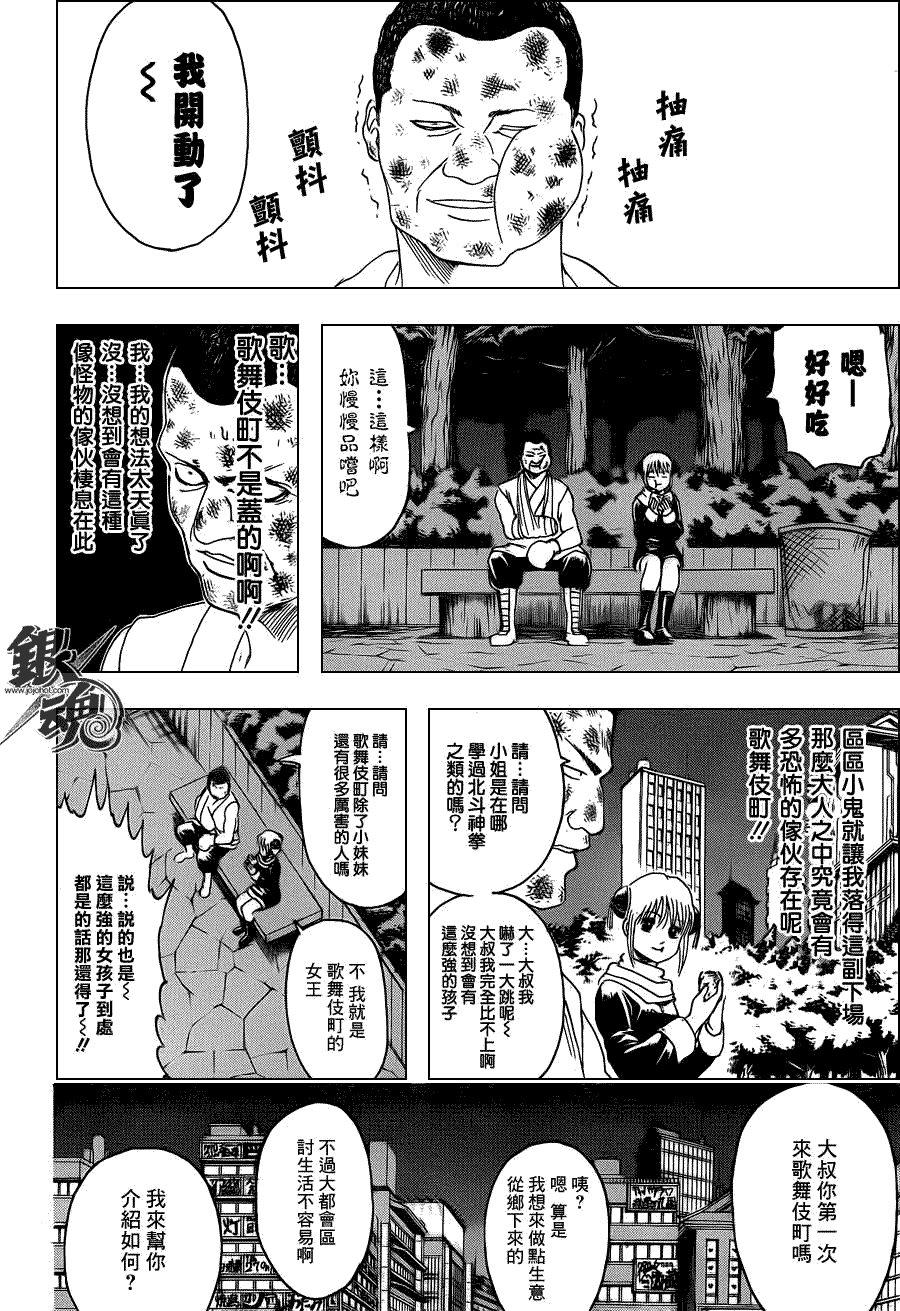 抽痛
抽痛
顫抖
顫抖
我開動了
～
嗯—
好好吃
這…這樣啊
妳慢慢品嚐吧
歌…
歌舞伎町不是蓋的啊啊!!
我…我的想法太天真了
沒…沒想到會有這種
像怪物的傢伙棲息在此
區區小鬼就讓我落得這副下場
那麼大人之中究竟會有
多恐怖的傢伙存在呢
歌舞伎町!!
請…請問
小姐是在哪
學過北斗神拳
之類的嗎?
大…大叔我
嚇了一大跳呢～
大叔我完全比不上啊
沒想到會有
這麼強的孩子
請…請問
歌舞伎町除了小妹妹
還有很多厲害的人嗎
不 我就是
歌舞伎町的
女王
說…說的也是～
這麼強的女孩子到處
都是的話那還得了～!!
大叔你第一次
來歌舞伎町嗎
咦?
嗯 算是
我想來做點生意
從鄉下來的
不過大都會區
討生活不容易啊
我來幫你
介紹如何?
銀魂
www.jojohot.com